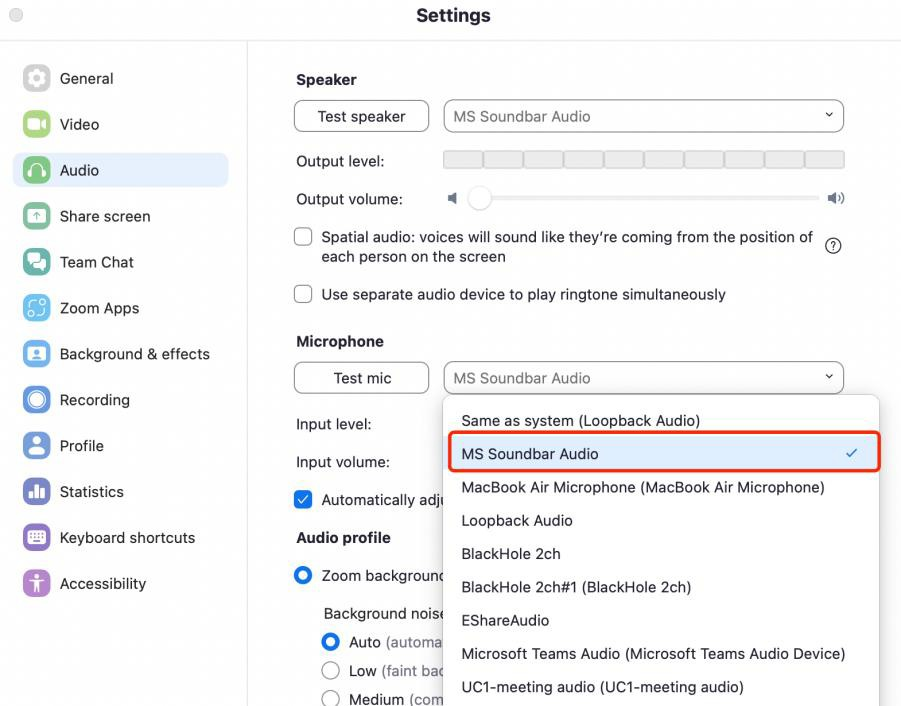 Settings
General
Video
Audio
Share screen
Team Chat
Zoom Apps
Background & effects
Recording
Profile
Statistics
Keyboard shortcuts
Accessibility
Speaker
Test speaker
MS Soundbar Audio
Output level:
Output volume:
Spatial audio: voices will sound like they're coming from the position of
each person on the screen
Use separate audio device to play ringtone simultaneously
Microphone
Test mic
MS Soundbar Audio
Input level:
Input volume:
Automatically adju
Audio profile
Zoom background
Background noise
Auto (automa
Low (faint bac
Medium (com
Same as system (Loopback Audio)
MS Soundbar Audio
MacBook Air Microphone (MacBook Air Microphone)
Loopback Audio
BlackHole 2ch
BlackHole 2ch#1 (BlackHole 2ch)
EShareAudio
Microsoft Teams Audio (Microsoft Teams Audio Device)
UC1-meeting audio (UC1-meeting audio)